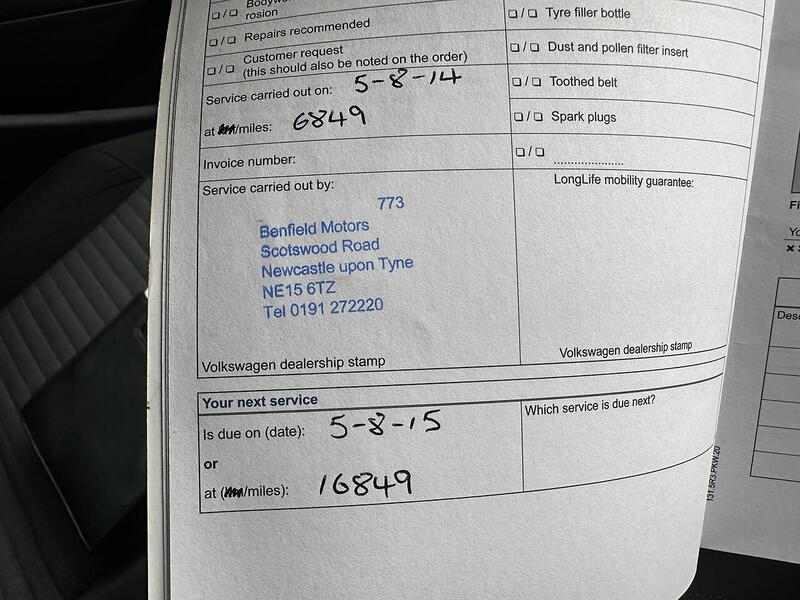 ❏ / ❏
rosion
❏ / ❏ Repairs recommended
❏ / ❏ Customer request
(this should also be noted on the order)
Service carried out on: 5-8-14
at /miles: 6849
Invoice number:
Service carried out by:
773
Benfield Motors
Scotswood Road
Newcastle upon Tyne
NE15 6TZ
Tel 0191 272220
Volkswagen dealership stamp
❏ / ❏ Tyre filler bottle
❏ / ❏ Dust and pollen filter insert
❏ / ❏ Toothed belt
❏ / ❏ Spark plugs
❏ / ❏ ......................
LongLife mobility guarantee:
Volkswagen dealership stamp
Your next service
Is due on (date): 5-8-15
or
at (/miles): 16849
Which service is due next?
131.5R3.PKW.20